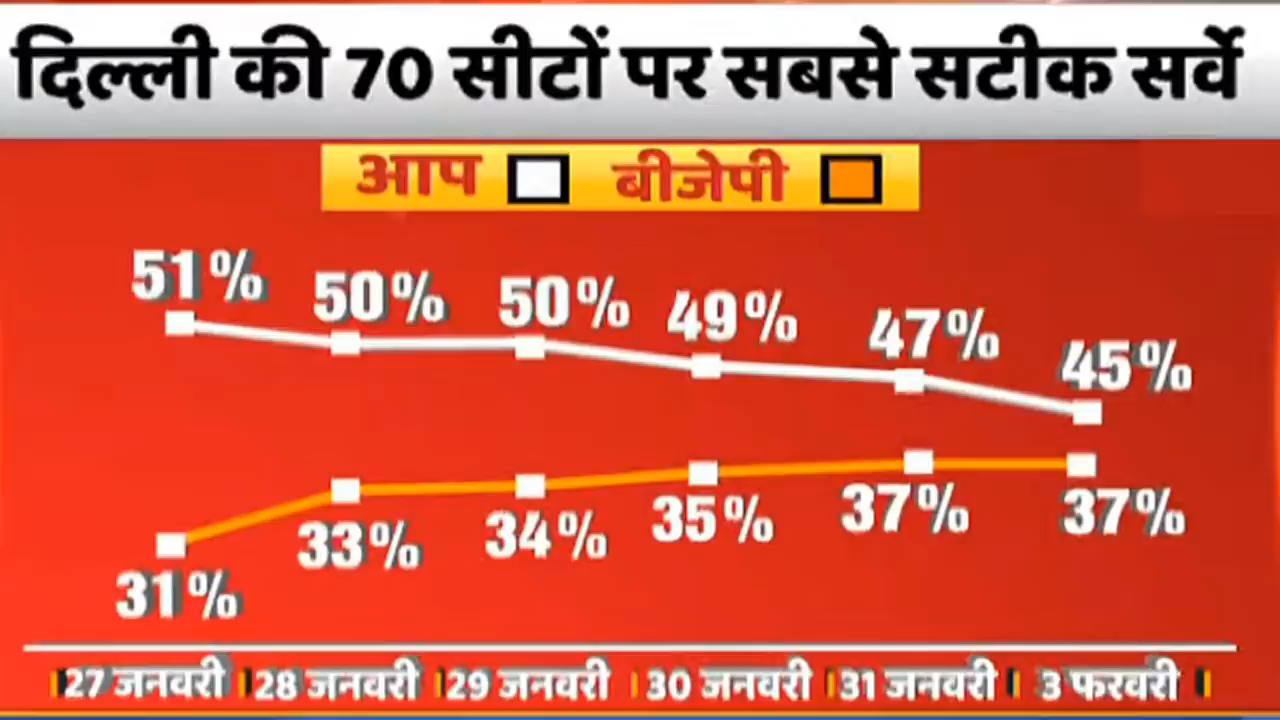 दिल्ली की 70 सीटों पर सबसे सटीक सर्वे
आप बीजेपी
51% 50% 50% 49% 47% 45%
31% 33% 34% 35% 37% 37%
27 जनवरी 28 जनवरी 29 जनवरी 30 जनवरी 31 जनवरी 3 फरवरी